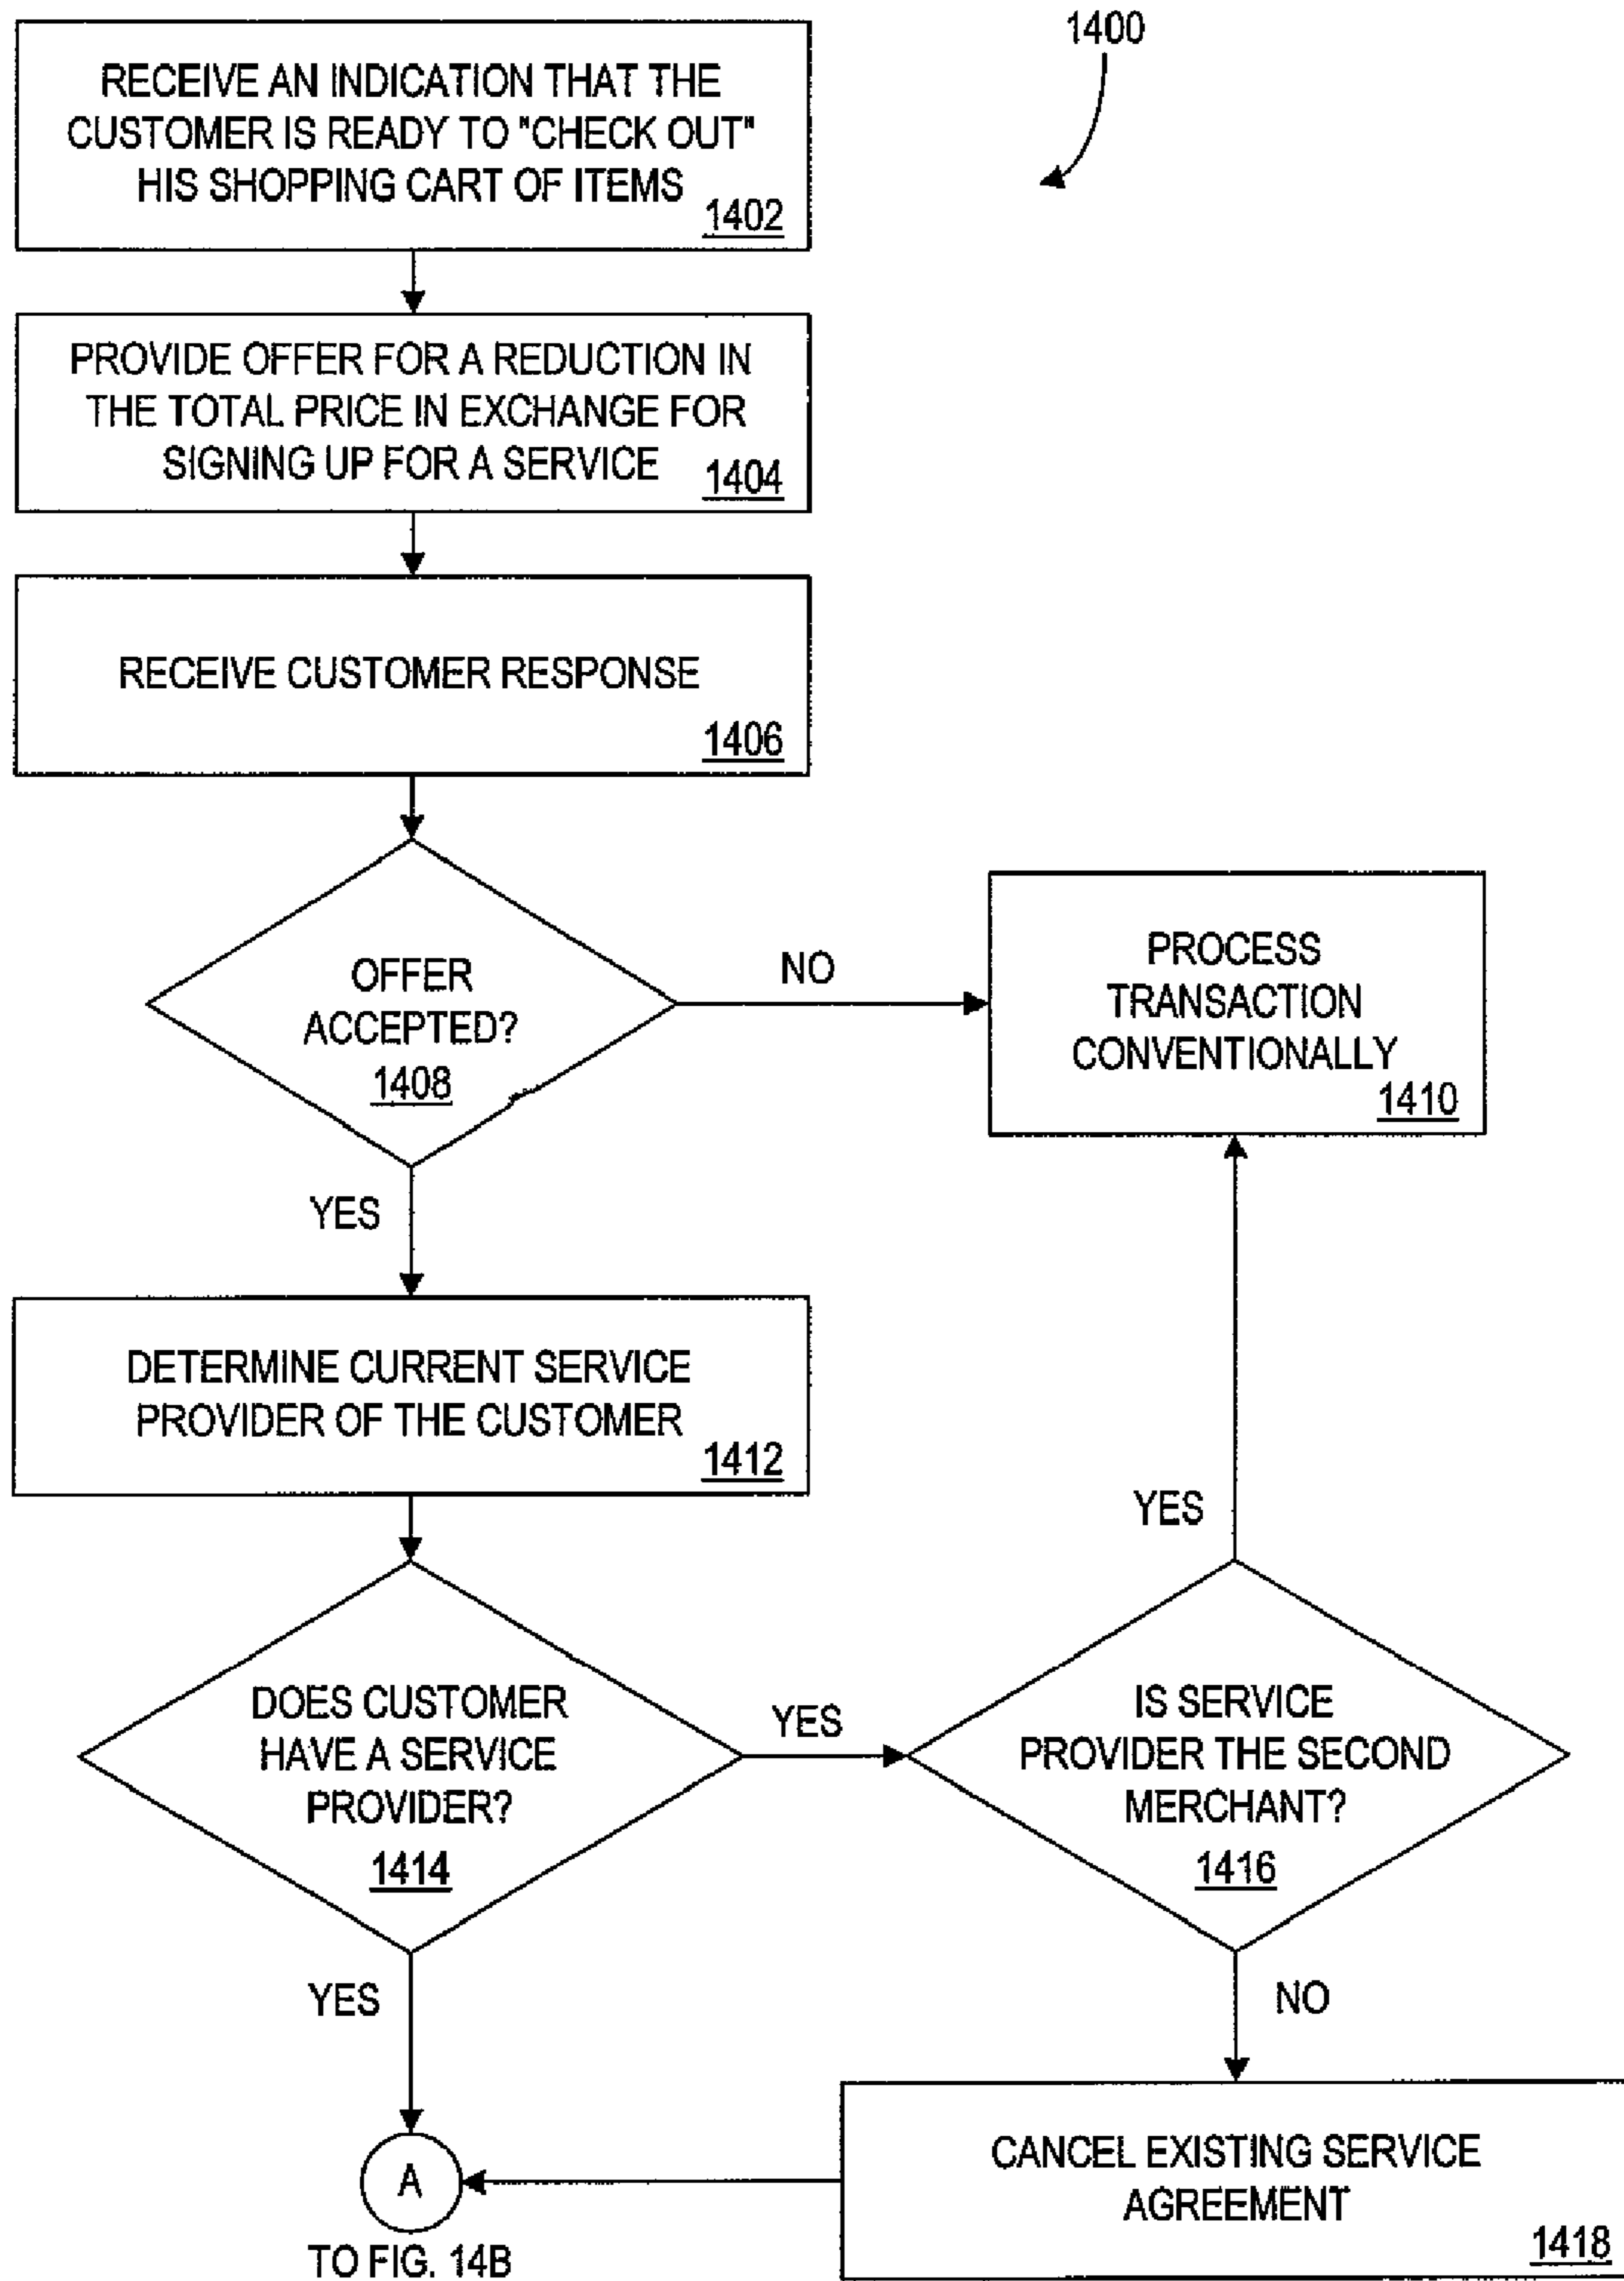 1400
RECEIVE AN INDICATION THAT THE
CUSTOMER IS READY TO "CHECK OUT"
HIS SHOPPING CART OF ITEMS
1402
PROVIDE OFFER FOR A REDUCTION IN
THE TOTAL PRICE IN EXCHANGE FOR
SIGNING UP FOR A SERVICE
1404
RECEIVE CUSTOMER RESPONSE
1406
OFFER
ACCEPTED?
1408
NO
PROCESS
TRANSACTION
CONVENTIONALLY
1410
YES
DETERMINE CURRENT SERVICE
PROVIDER OF THE CUSTOMER
1412
DOES CUSTOMER
HAVE A SERVICE
PROVIDER?
1414
YES
IS SERVICE
PROVIDER THE SECOND
MERCHANT?
1416
YES
YES
NO
CANCEL EXISTING SERVICE
AGREEMENT
1418
A
TO FIG. 14B